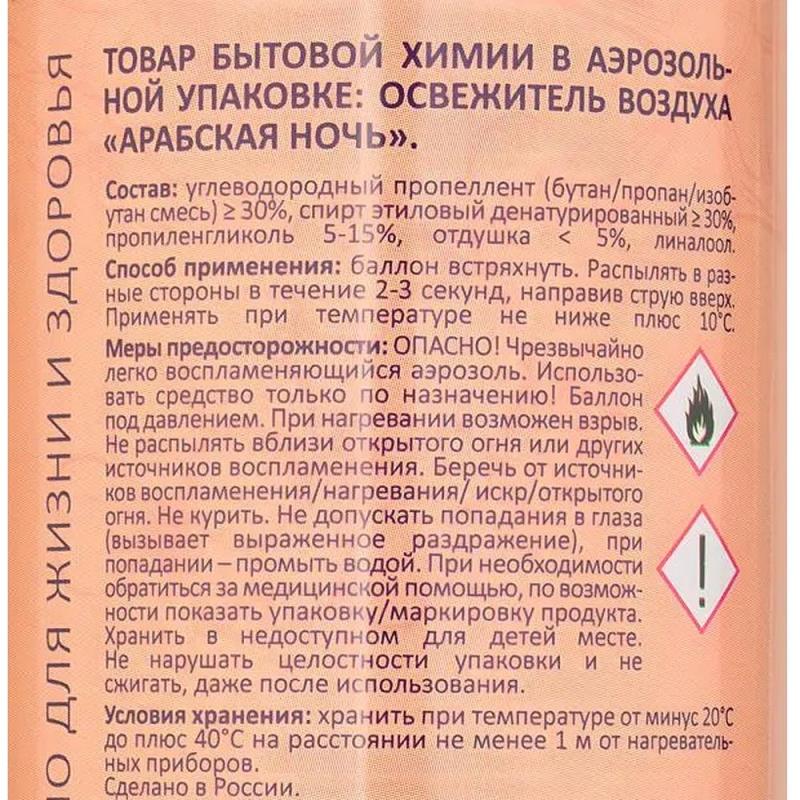 ТОВАР БЫТОВОЙ ХИМИИ В АЭРОЗОЛЬ-
НОЙ УПАКОВКЕ: ОСВЕЖИТЕЛЬ ВОЗДУХА
«АРАБСКАЯ НОЧЬ».
Состав: углеводородный пропеллент (бутан/пропан/изоб-
утан смесь) ≥ 30%, спирт этиловый денатурированный ≥ 30%,
пропиленгликоль 5-15%, отдушка < 5%, линалоол.
Способ применения: баллон встряхнуть. Распылять в раз-
ные стороны в течение 2-3 секунд, направив струю вверх.
Применять при температуре не ниже плюс 10°С.
Меры предосторожности: ОПАСНО! Чрезвычайно
легко воспламеняющийся аэрозоль. Использо-
вать средство только по назначению! Баллон
под давлением. При нагревании возможен взрыв.
Не распылять вблизи открытого огня или других
источников воспламенения. Беречь от источни-
ков воспламенения/нагревания/ искр/открытого
огня. Не курить. Не допускать попадания в глаза
(вызывает выраженное раздражение), при
попадании – промыть водой. При необходимости
обратиться за медицинской помощью, по возмож-
ности показать упаковку/маркировку продукта.
Хранить в недоступном для детей месте.
Не нарушать целостности упаковки и не
сжигать, даже после использования.
Условия хранения: хранить при температуре от минус 20°С
до плюс 40°С на расстоянии не менее 1 м от нагреватель-
ных приборов.
Сделано в России.
ДЛЯ ЖИЗНИ И ЗДОРОВЬЯ